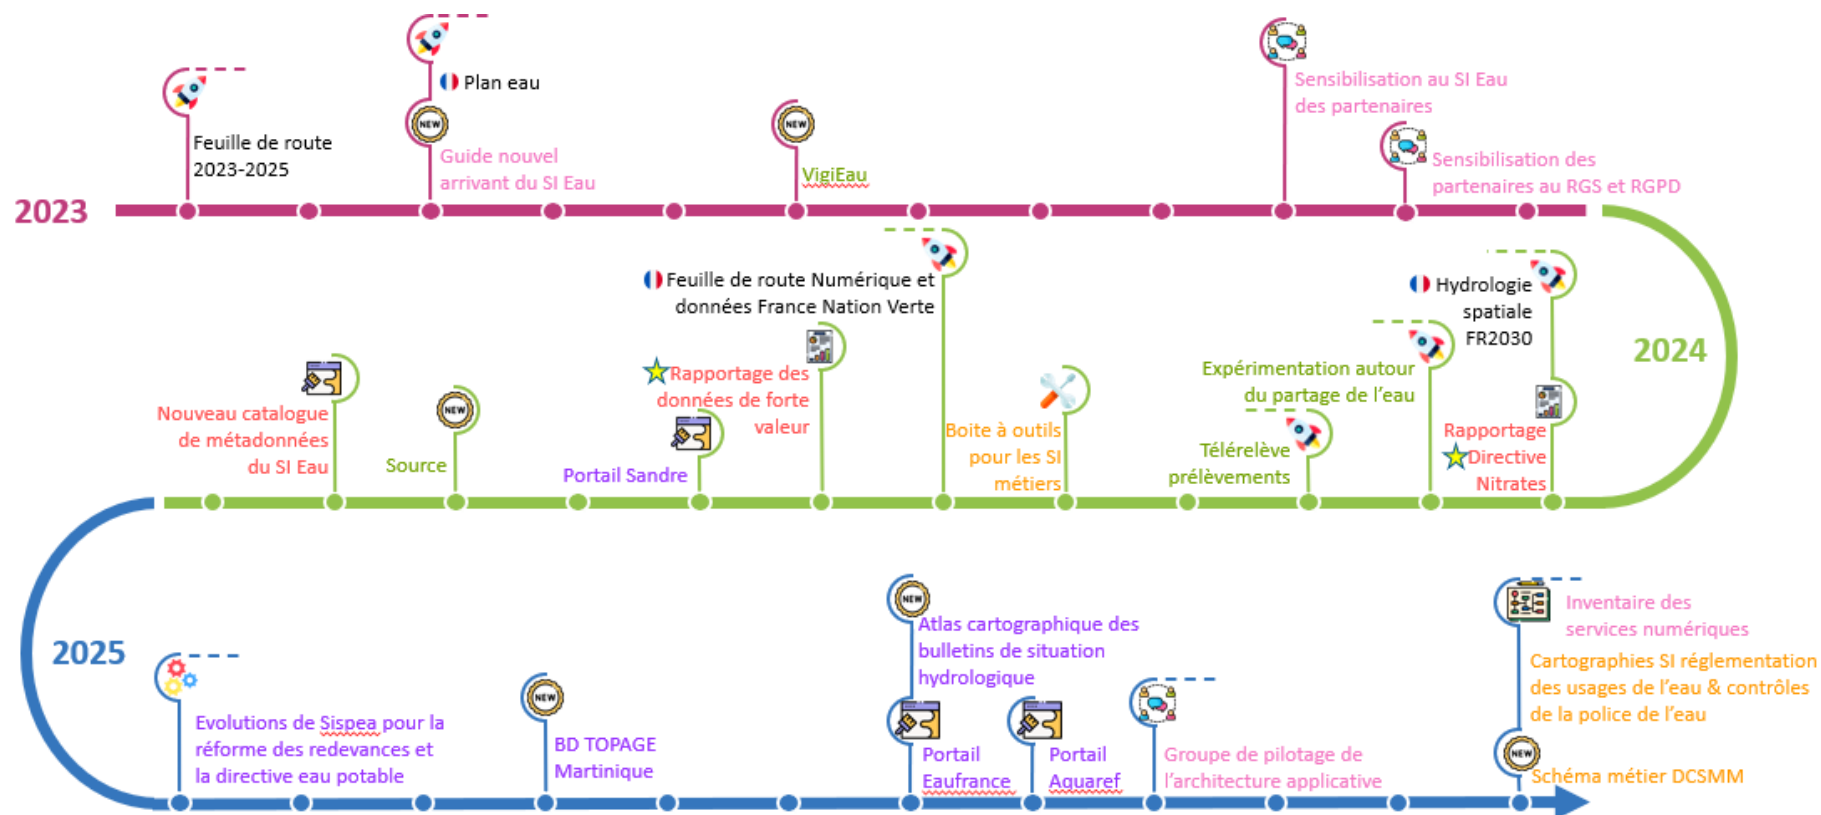 2023
Feuille de route
2023-2025
Plan eau
NEW
Guide nouvel
arrivant du SI Eau
NEW
VigiEau
Sensibilisation au SI Eau
des partenaires
Sensibilisation des
partenaires au RGS et RGPD
2024
Nouveau catalogue
de métadonnées
du SI Eau
NEW
Source
Portail Sandre
Rapportage des
données de forte
valeur
Feuille de route Numérique et
données France Nation Verte
Boite à outils
pour les SI
métiers
Télérelève
prélèvements
Expérimentation autour
du partage de l’eau
Hydrologie
spatiale
FR2030
Rapportage
Directive
Nitrates
2025
Evolutions de Sispea pour la
réforme des redevances et
la directive eau potable
NEW
BD TOPAGE
Martinique
NEW
Atlas cartographique des
bulletins de situation
hydrologique
Portail
Eaufrance
Portail
Aquaref
Groupe de pilotage de
l’architecture applicative
Inventaire des
services numériques
Cartographies SI réglementation
des usages de l’eau & contrôles
de la police de l’eau
NEW
Schéma métier DCSMM